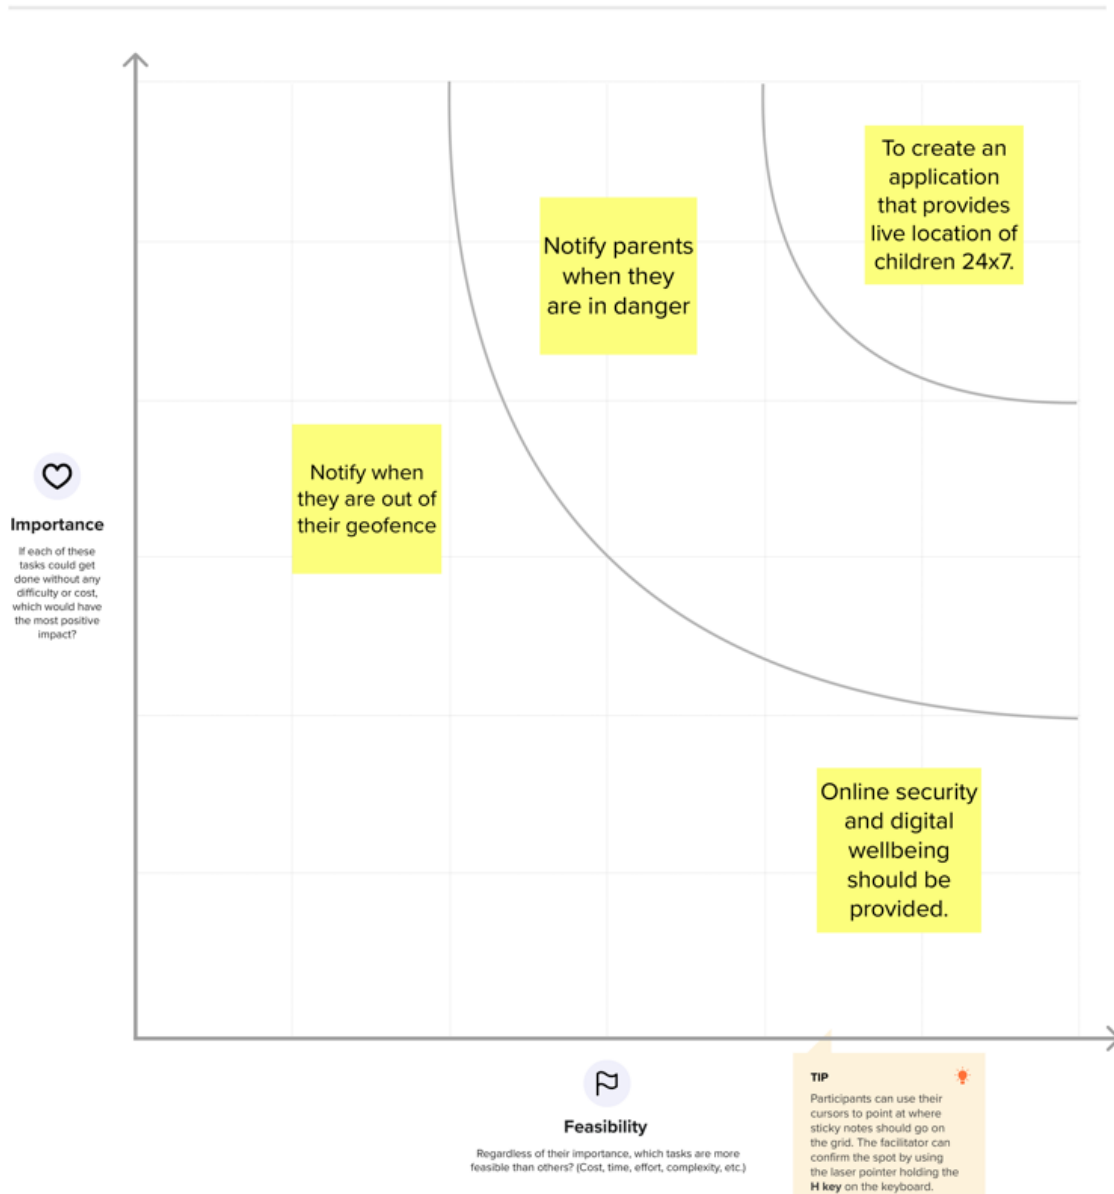 To create an
application
that provides
live location of
children 24x7.
Notify parents
when they
are in danger
Notify when
they are out of
their geofence
Importance
If each of these
tasks could get
done without any
difficulty or cost,
which would have
the most positive
impact?
Online security
and digital
wellbeing
should be
provided.
Feasibility
Regardless of their importance, which tasks are more
feasible than others? (Cost, time, effort, complexity, etc.)
TIP
Participants can use their
cursors to point at where
sticky notes should go on
the grid. The facilitator can
confirm the spot by using
the laser pointer holding the
H key on the keyboard.